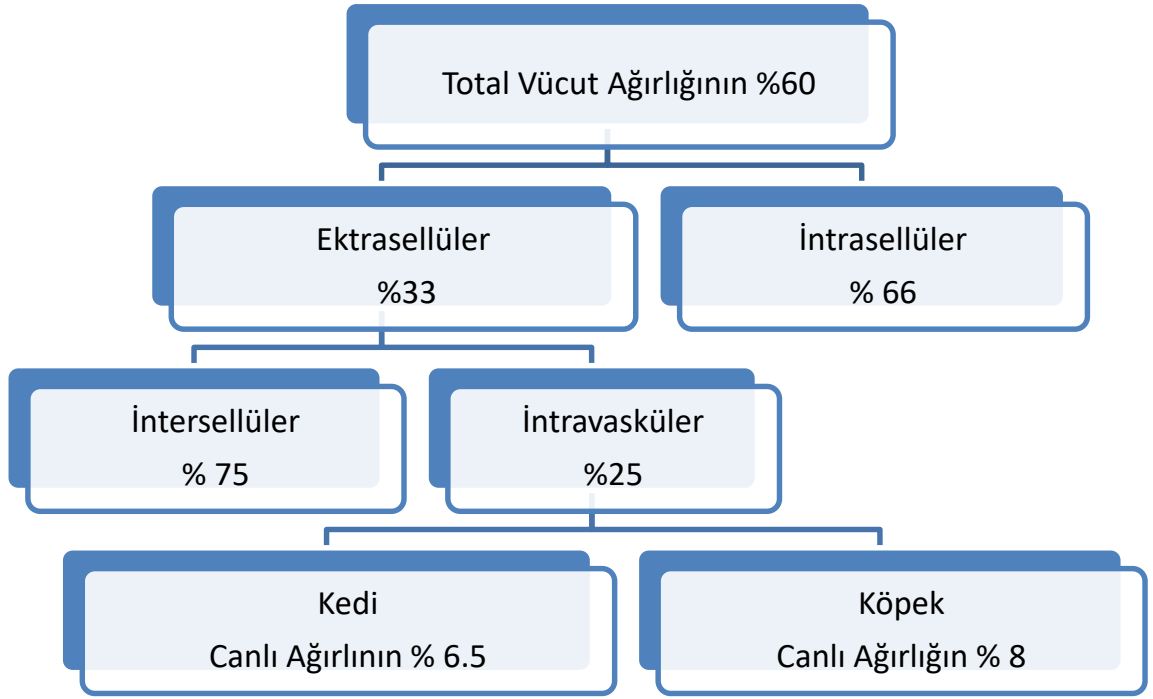 Total Vücut Ağırlığının %60
Ektrasellüler
%33
İntrasellüler
% 66
İntersellüler
% 75
İntravasküler
%25
Kedi
Canlı Ağırlının % 6.5
Köpek
Canlı Ağırlığın % 8